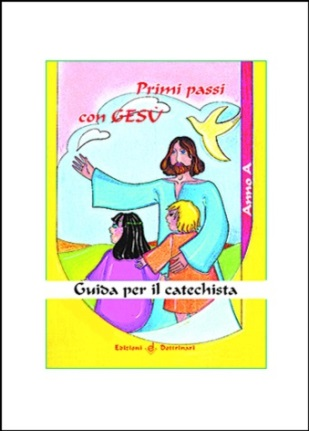 Primi passi
con GESÙ
Anno A
Guida per il catechista
Edizioni Dottrinari